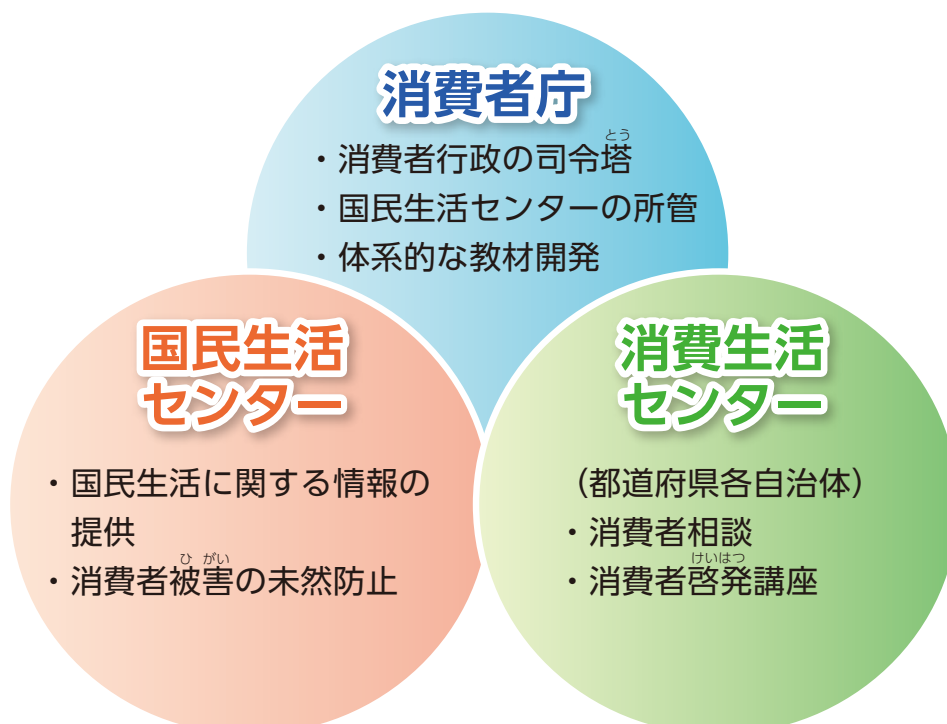 消費者庁
・消費者行政の司令塔
とう
・国民生活センターの所管
・体系的な教材開発
国民生活
センター
・国民生活に関する情報の
提供
・消費者被害の未然防止
ひ がい
消費生活
センター
（都道府県各自治体）
・消費者相談
・消費者啓発講座
けいはつ